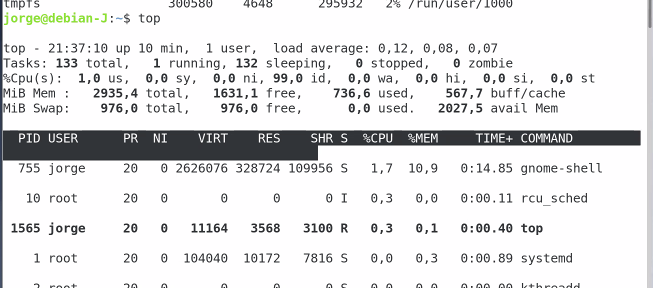 tmpfs 300580 4648 295932 2% /run/user/1000
jorge@debian-J:~$ top
top - 21:37:10 up 10 min, 1 user, load average: 0,12, 0,08, 0,07
Tasks: 133 total, 1 running, 132 sleeping, 0 stopped, 0 zombie
%Cpu(s): 1,0 us, 0,0 sy, 0,0 ni, 99,0 id, 0,0 wa, 0,0 hi, 0,0 si, 0,0 st
MiB Mem : 2935,4 total, 1631,1 free, 736,6 used, 567,7 buff/cache
MiB Swap: 976,0 total, 976,0 free, 0,0 used. 2027,5 avail Mem
PID USER PR NI VIRT RES SHR S %CPU %MEM TIME+ COMMAND
755 jorge 20 0 2626076 328724 109956 S 1,7 10,9 0:14.85 gnome-shell
10 root 20 0 0 0 0 I 0,3 0,0 0:00.11 rcu_sched
1565 jorge 20 0 11164 3568 3100 R 0,3 0,1 0:00.40 top
1 root 20 0 104040 10172 7816 S 0,0 0,3 0:00.89 systemd
2 root 20 0 0 0 0 S 0,0 0,0 0:00.00 kthreadd